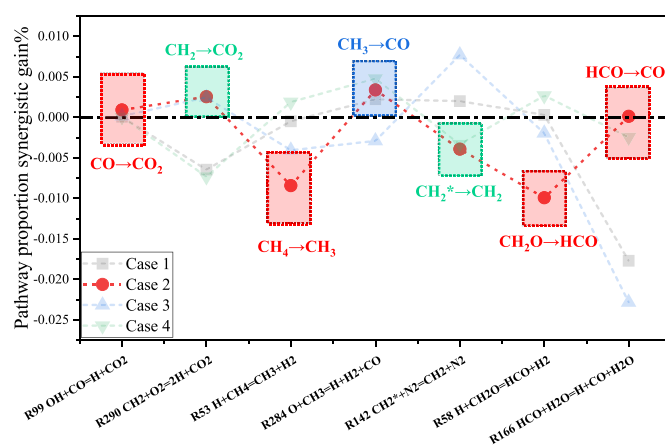 Pathway proportion synergistic gain%
0.010
0.005
0.000
-0.005
-0.010
-0.015
-0.020
-0.025
CO→CO2
CH2→CO2
CH4→CH3
CH3→CO
CH2*→CH2
CH2O→HCO
HCO→CO
Case 1
Case 2
Case 3
Case 4
R99 OH+CO=H+CO2
R290 CH2+O2=2H+CO2
R53 H+CH4=CH3+H2
R284 O+CH3=H+H2+CO
R142 CH2*+N2=CH2+N2
R58 H+CH2O=HCO+H2
R166 HCO+H2O=H+CO+H2O